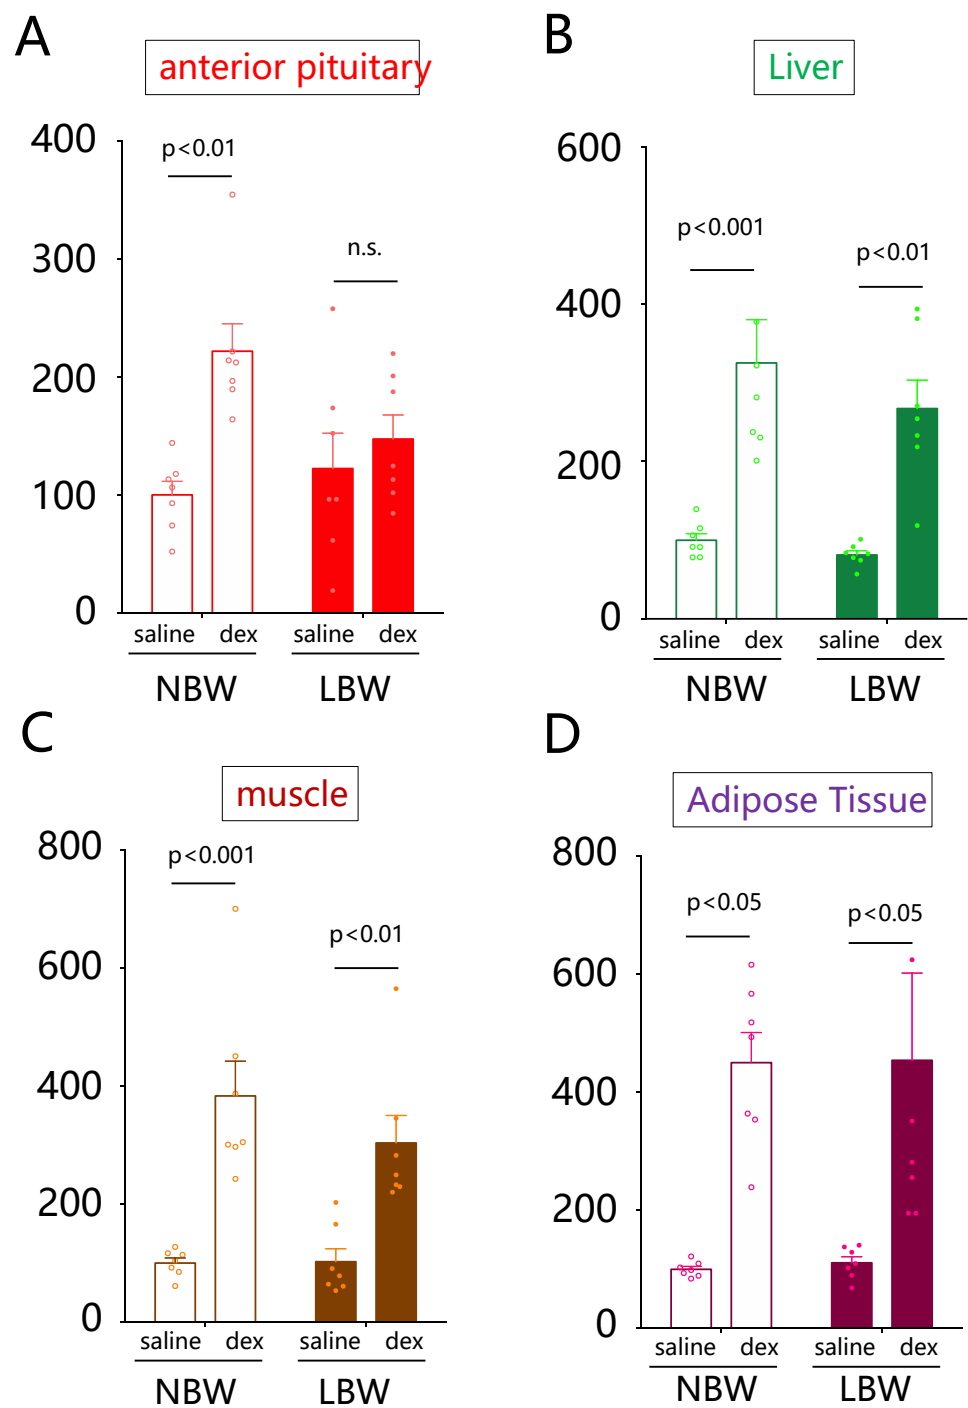 A
anterior pituitary
400
300
200
100
0
p<0.01
n.s.
saline dex saline dex
NBW LBW
B
Liver
600
400
200
0
p<0.001
p<0.01
saline dex saline dex
NBW LBW
C
muscle
800
600
400
200
0
p<0.001
p<0.01
saline dex saline dex
NBW LBW
D
Adipose Tissue
800
600
400
200
0
p<0.05
p<0.05
saline dex saline dex
NBW LBW